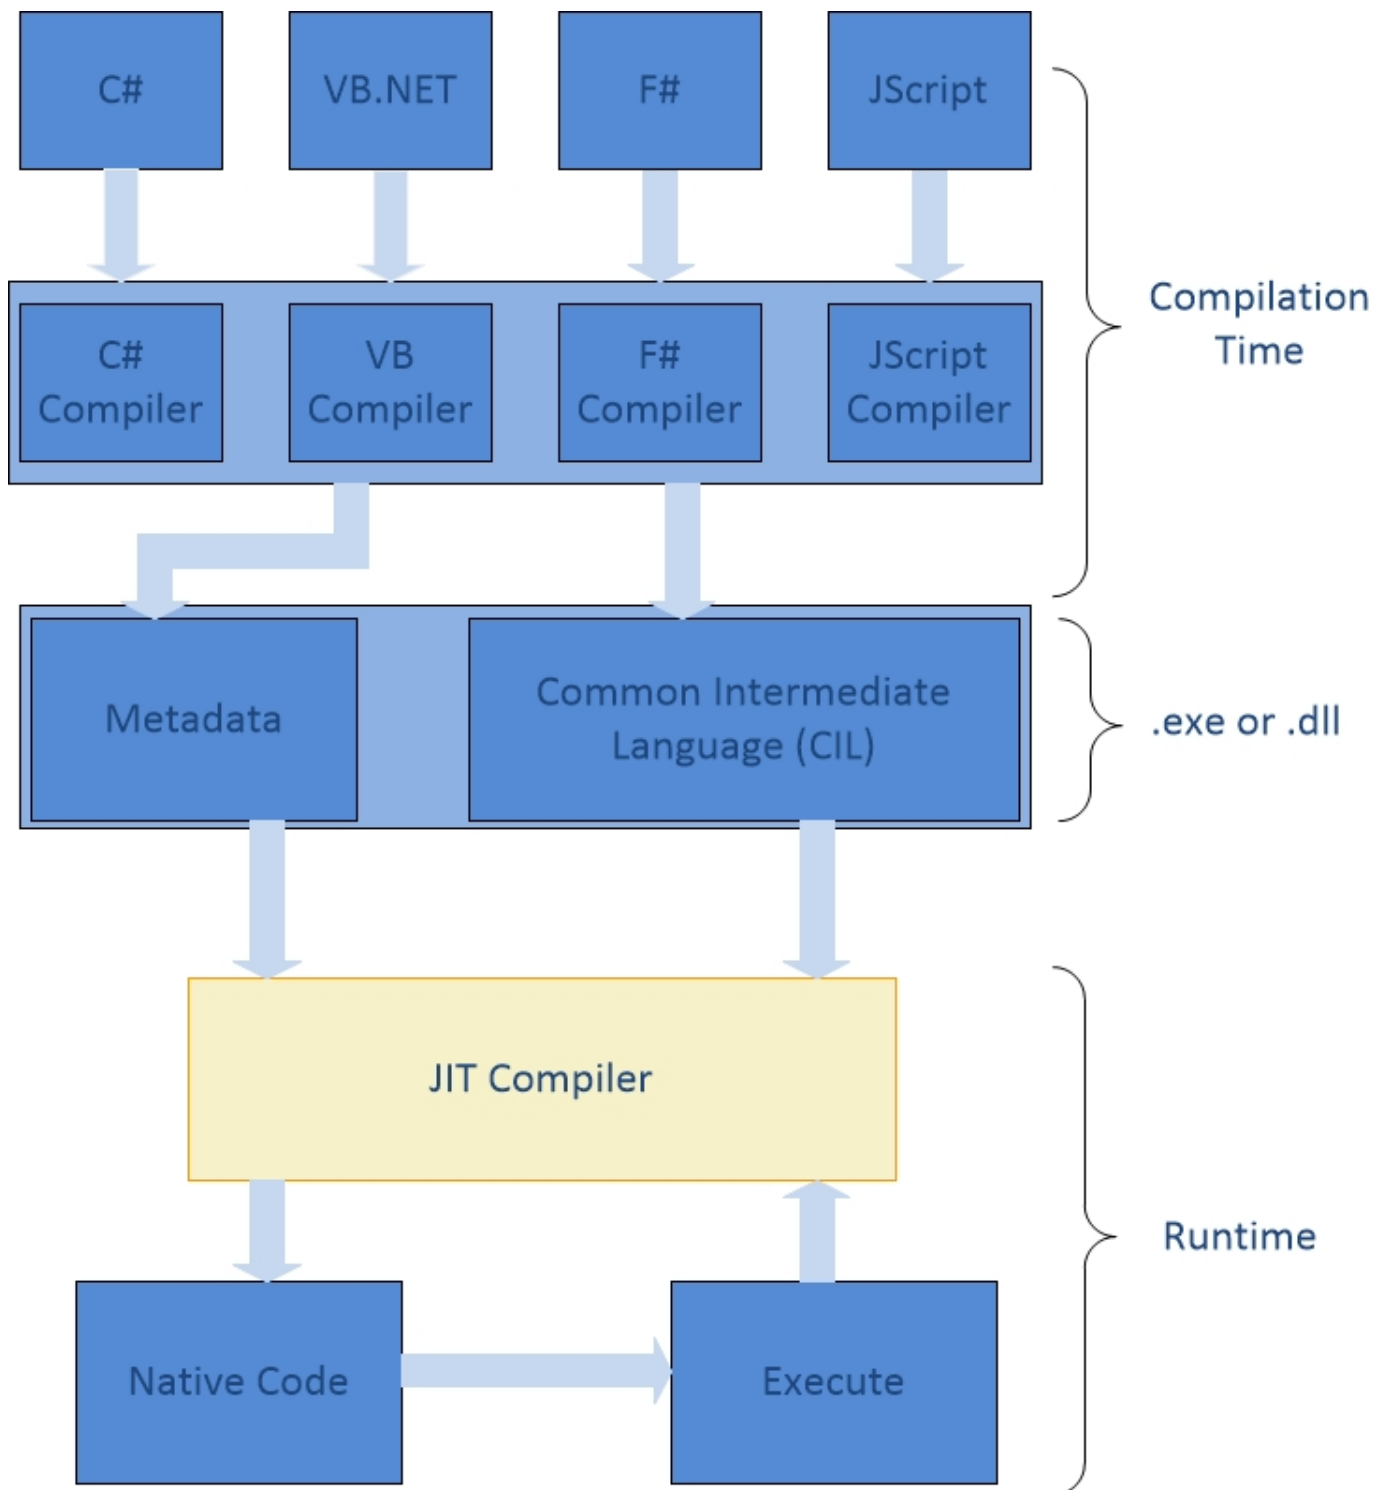 C#
VB.NET
F#
JScript
C#
Compiler
VB
Compiler
F#
Compiler
JScript
Compiler
Compilation
Time
Metadata
Common Intermediate
Language (CIL)
.exe or .dll
JIT Compiler
Runtime
Native Code
Execute